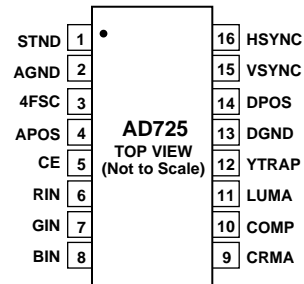 STND 1 16 HSYNC
AGND 2 15 VSYNC
4FSC 3 14 DPOS
APOS 4 13 DGND
AD725
TOP VIEW
(Not to Scale)
CE 5 12 YTRAP
RIN 6 11 LUMA
GIN 7 10 COMP
BIN 8 9 CRMA